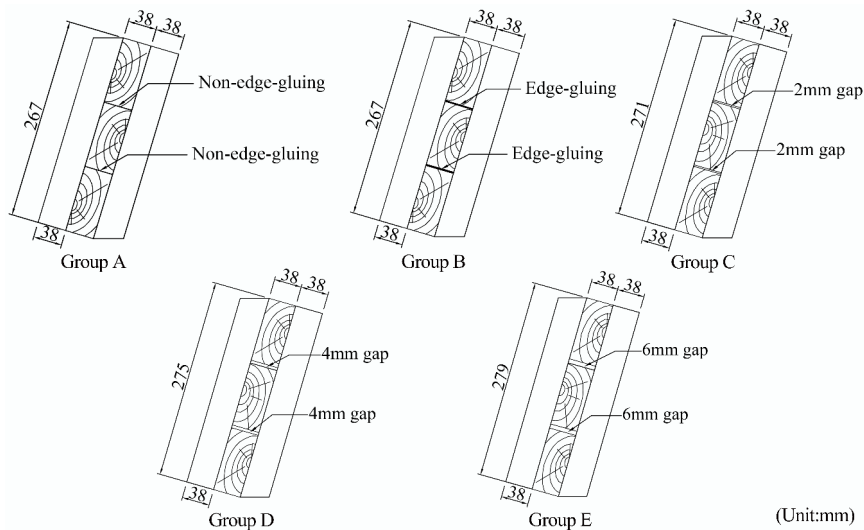 38 38
267
Non-edge-gluing
Non-edge-gluing
38
Group A
38 38
267
Edge-gluing
Edge-gluing
38
Group B
38 38
271
2mm gap
2mm gap
38
Group C
38 38
275
4mm gap
4mm gap
38
Group D
38 38
279
6mm gap
6mm gap
38
Group E
(Unit:mm)